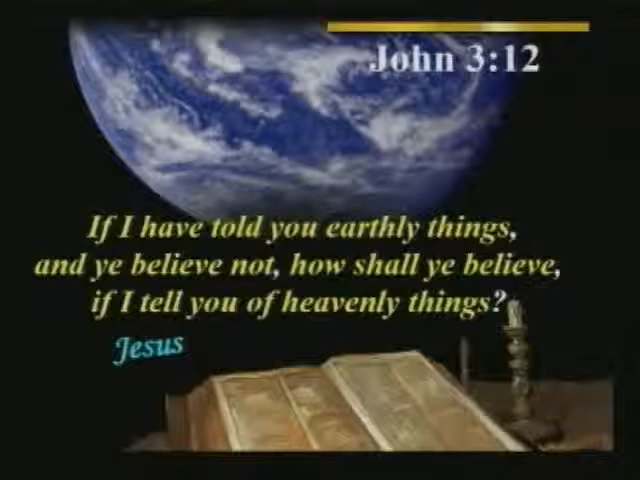 John 3:12
If I have told you earthly things,
and ye believe not, how shall ye believe,
if I tell you of heavenly things?
Jesus